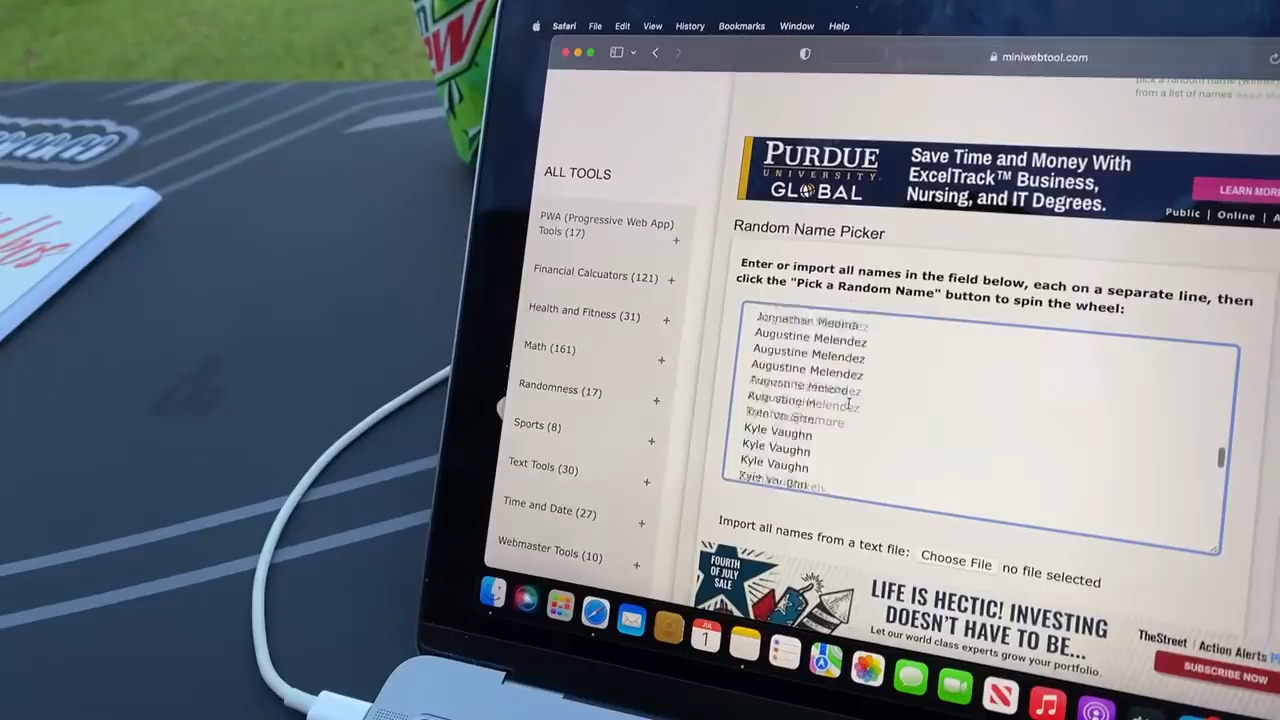 Safari File Edit View History Bookmarks Window Help
miniwebtool.com
from a list of names
PURDUE
UNIVERSITY
GLOBAL
Save Time and Money With
ExcelTrack™ Business,
Nursing, and IT Degrees.
LEARN MORE
Public | Online |
ALL TOOLS
PWA (Progressive Web App)
Tools (17) +
Financial Calcuators (121) +
Health and Fitness (31) +
Math (161) +
Randomness (17) +
Sports (8) +
Text Tools (30) +
Time and Date (27) +
Webmaster Tools (10) +
Random Name Picker
Enter or import all names in the field below, each on a separate line, then
click the "Pick a Random Name" button to spin the wheel:
Augustine Melendez
Augustine Melendez
Augustine Melendez
Kyle Vaughn
Kyle Vaughn
Kyle Vaughn
Import all names from a text file: Choose File no file selected
FOURTH
OF JULY
SALE
LIFE IS HECTIC! INVESTING
DOESN'T HAVE TO BE...
Let our world class experts grow your portfolio.
TheStreet | Action Alerts
SUBSCRIBE NOW
JUL
1